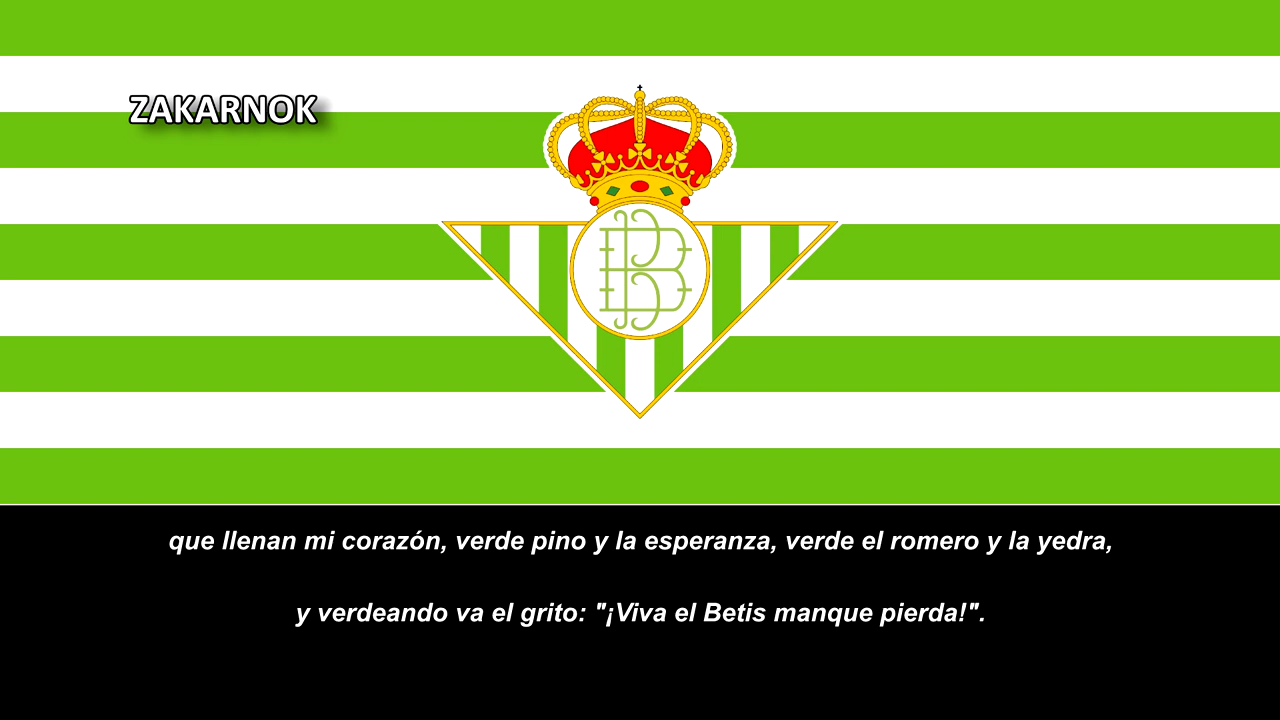 ZAKARNOK
que llenan mi corazón, verde pino y la esperanza, verde el romero y la yedra,
y verdeando va el grito: "¡Viva el Betis manque pierda!".